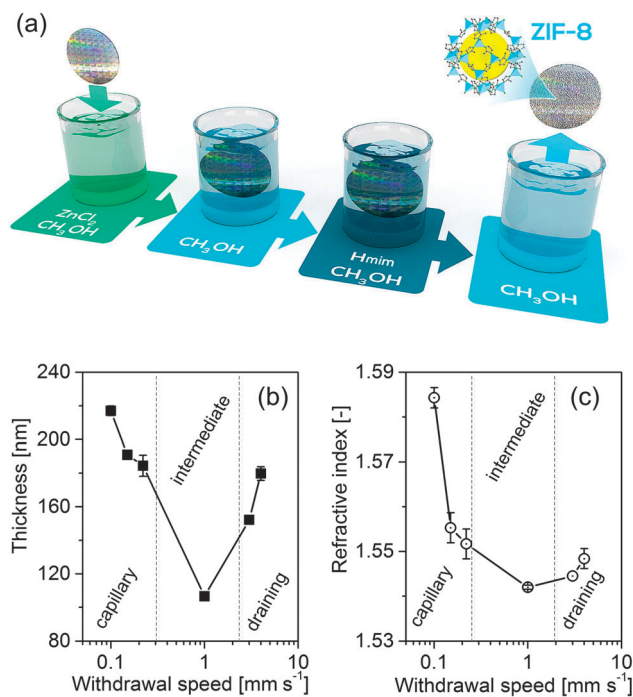 (a)
ZIF-8
ZnCl₂
CH₃OH
CH₃OH
Hmim
CH₃OH
CH₃OH
(b)
240
200
160
120
80
0.1
1
10
Thickness [nm]
Withdrawal speed [mm s⁻¹]
capillary
intermediate
draining
(c)
1.59
1.57
1.55
1.53
0.1
1
10
Refractive index [-]
Withdrawal speed [mm s⁻¹]
capillary
intermediate
draining